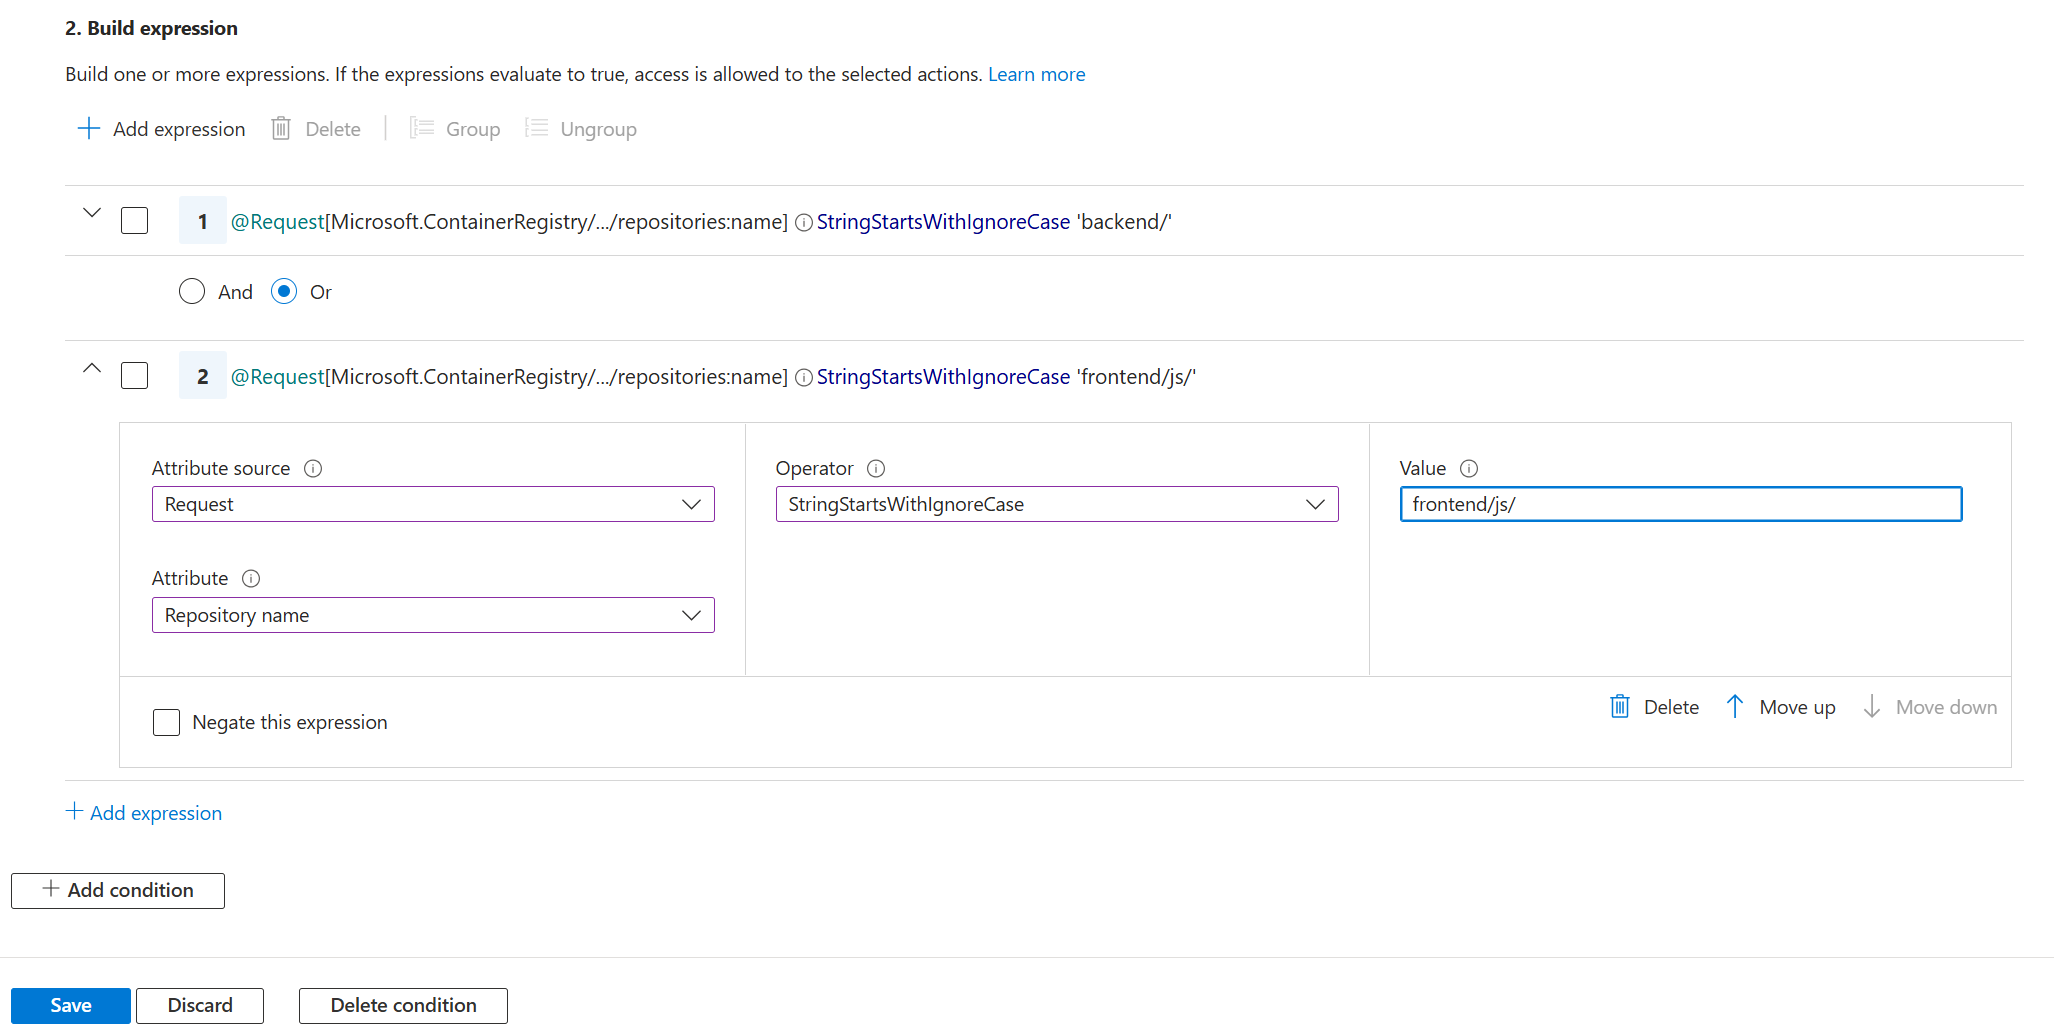 2. Build expression
Build one or more expressions. If the expressions evaluate to true, access is allowed to the selected actions. Learn more
Add expression Delete Group Ungroup
1 @Request[Microsoft.ContainerRegistry/.../repositories:name] StringStartsWithIgnoreCase 'backend/'
And Or
2 @Request[Microsoft.ContainerRegistry/.../repositories:name] StringStartsWithIgnoreCase 'frontend/js/'
Attribute source Operator Value
Request StringStartsWithIgnoreCase frontend/js/
Attribute
Repository name
Delete Move up Move down
Negate this expression
Add expression
Add condition
Save Discard Delete condition